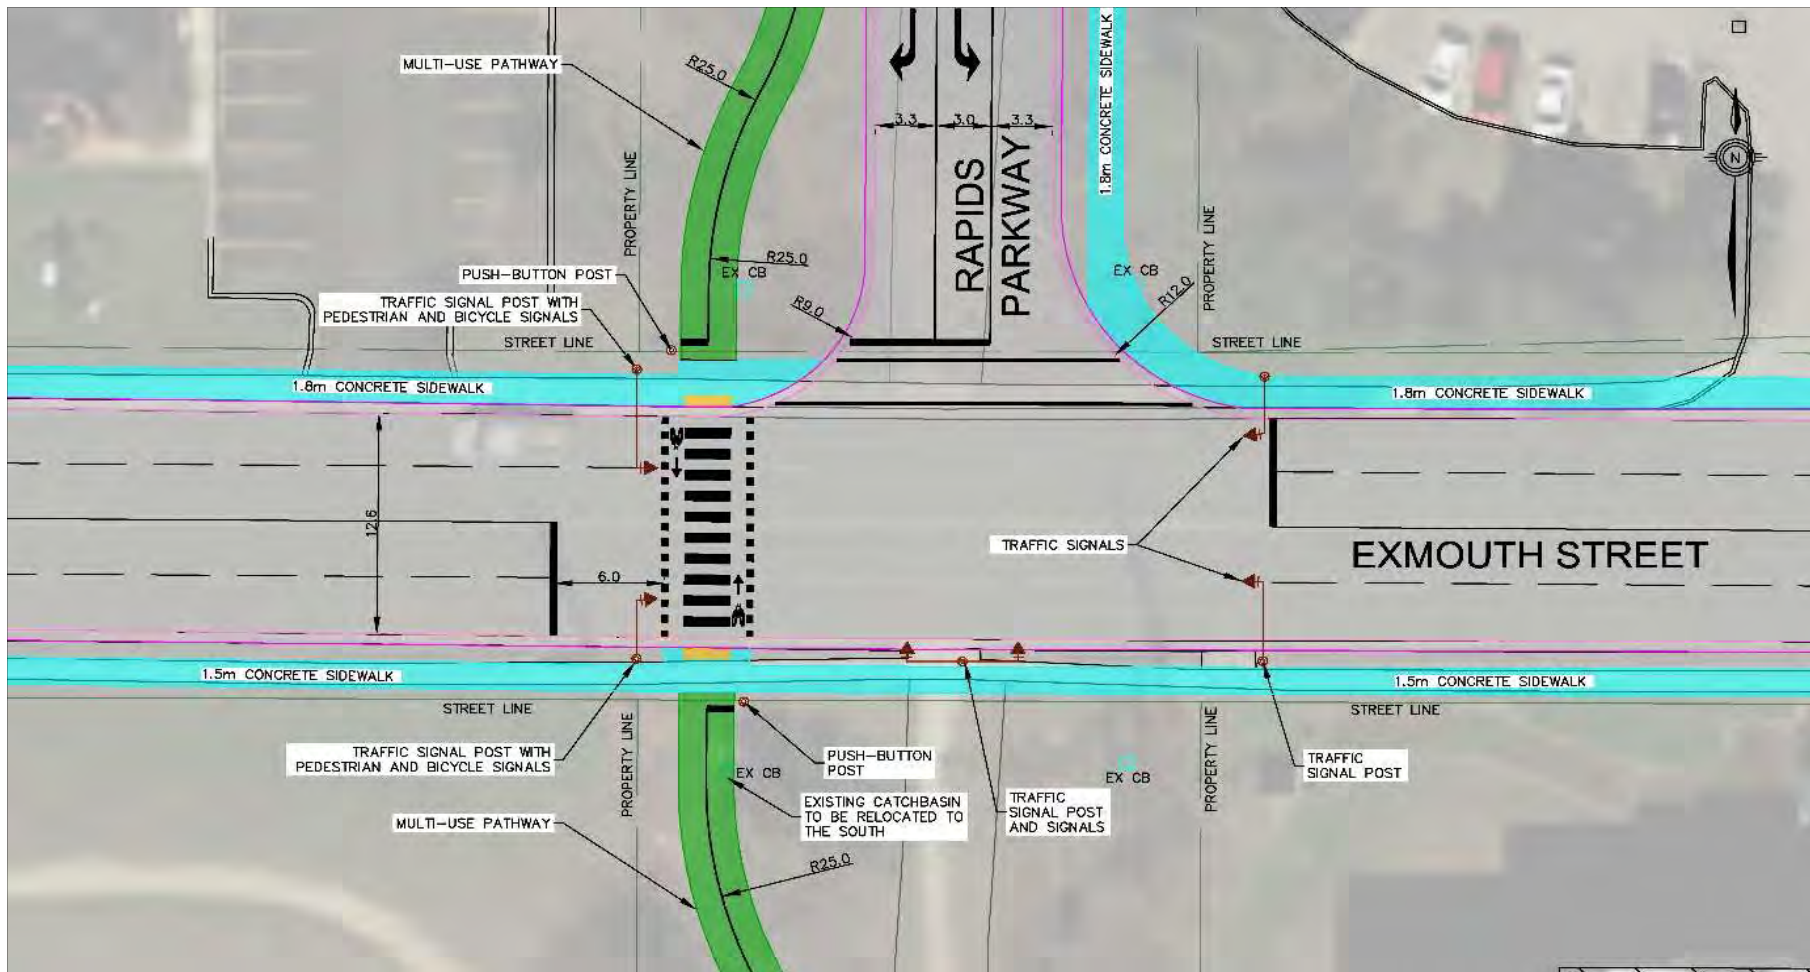 MULTI-USE PATHWAY
R25.0
1.8m CONCRETE SIDEWALK
3.3
3.0
3.3
N
PROPERTY LINE
RAPIDS
PARKWAY
PROPERTY LINE
R25.0
EX CB
EX CB
PUSH-BUTTON POST
TRAFFIC SIGNAL POST WITH
PEDESTRIAN AND BICYCLE SIGNALS
R9.0
R12.0
STREET LINE
STREET LINE
1.8m CONCRETE SIDEWALK
1.8m CONCRETE SIDEWALK
12.6
TRAFFIC SIGNALS
EXMOUTH STREET
6.0
1.5m CONCRETE SIDEWALK
1.5m CONCRETE SIDEWALK
STREET LINE
STREET LINE
TRAFFIC SIGNAL POST WITH
PEDESTRIAN AND BICYCLE SIGNALS
PROPERTY LINE
PUSH-BUTTON
POST
EX CB
EX CB
PROPERTY LINE
TRAFFIC
SIGNAL POST
EXISTING CATCHBASIN
TO BE RELOCATED TO
THE SOUTH
TRAFFIC
SIGNAL POST
AND SIGNALS
MULTI-USE PATHWAY
R25.0